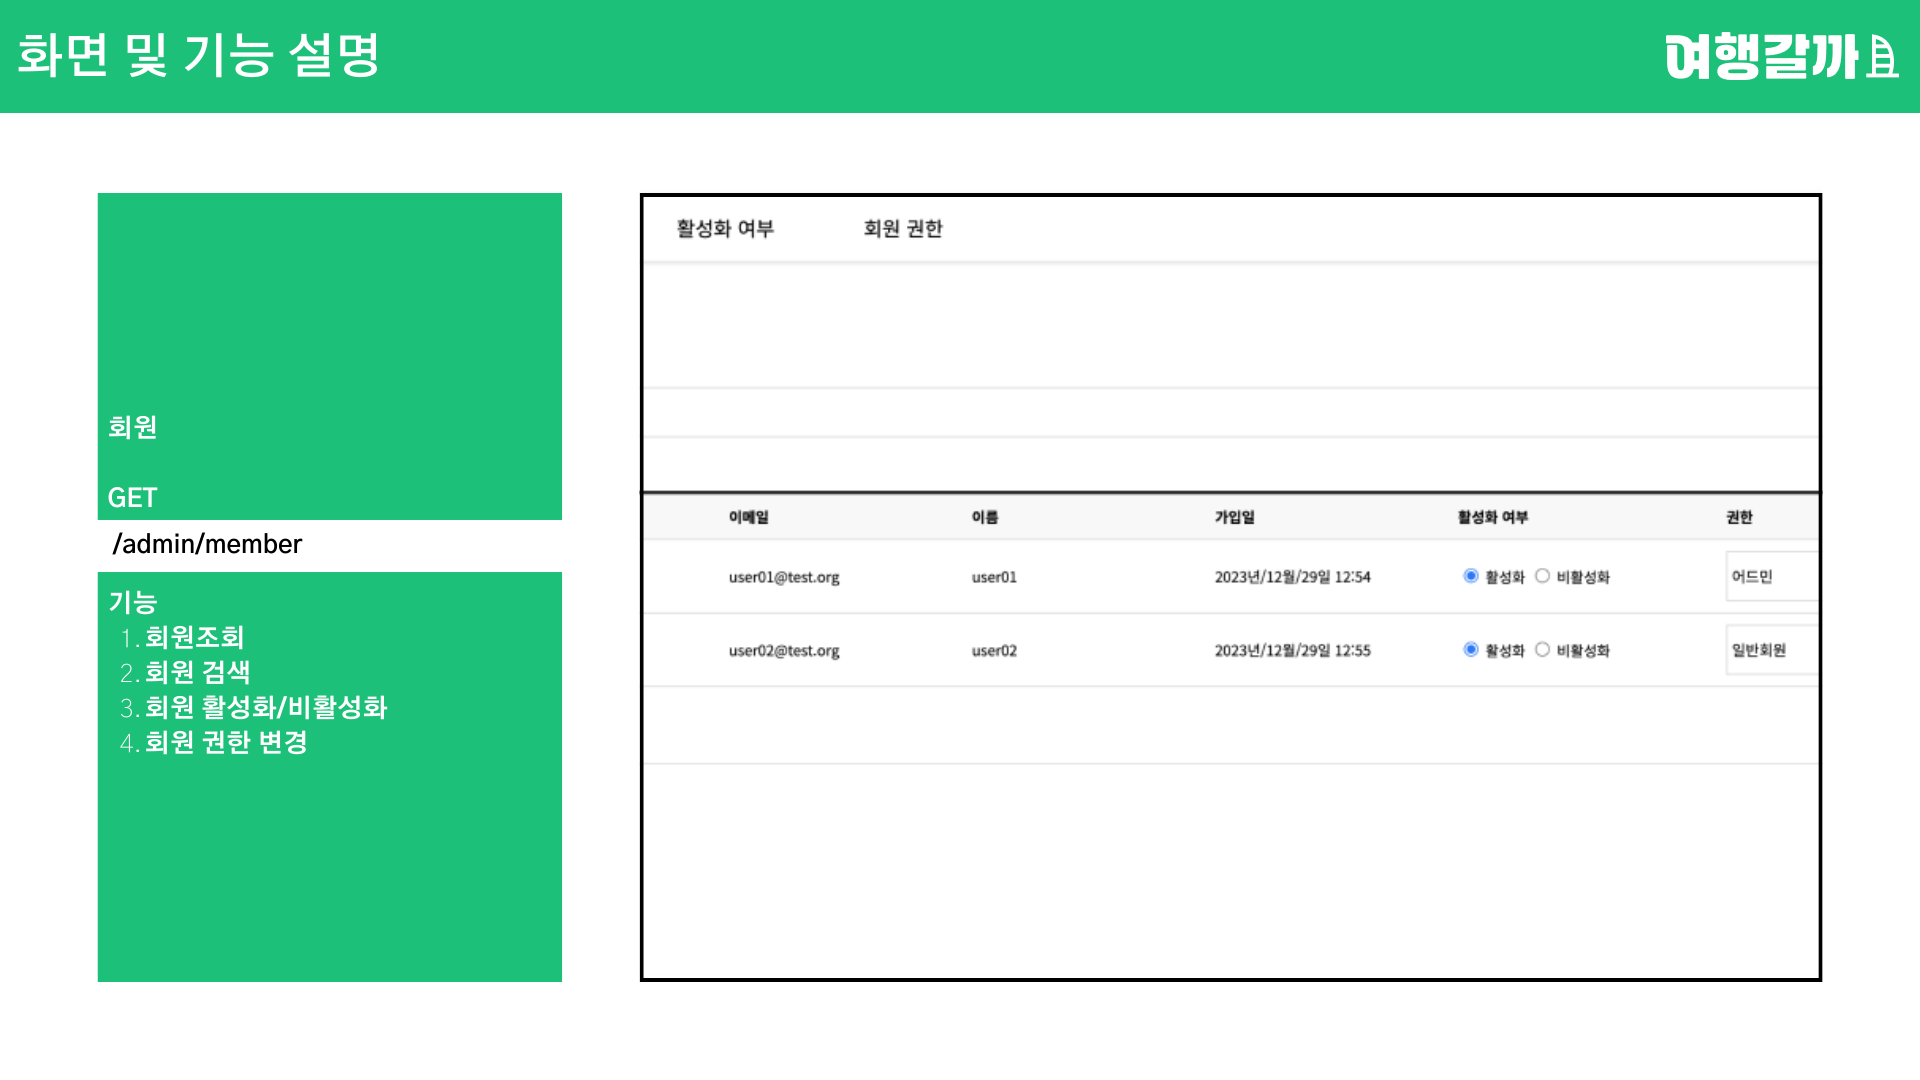 화면 및 기능 설명
여행갈까
회원
GET
/admin/member
기능
1. 회원조회
2. 회원 검색
3. 회원 활성화/비활성화
4. 회원 권한 변경
활성화 여부 회원 권한
이메일 이름 가입일 활성화 여부 권한
user01@test.org user01 2023년/12월/29일 12:54 활성화 비활성화 어드민
user02@test.org user02 2023년/12월/29일 12:55 활성화 비활성화 일반회원